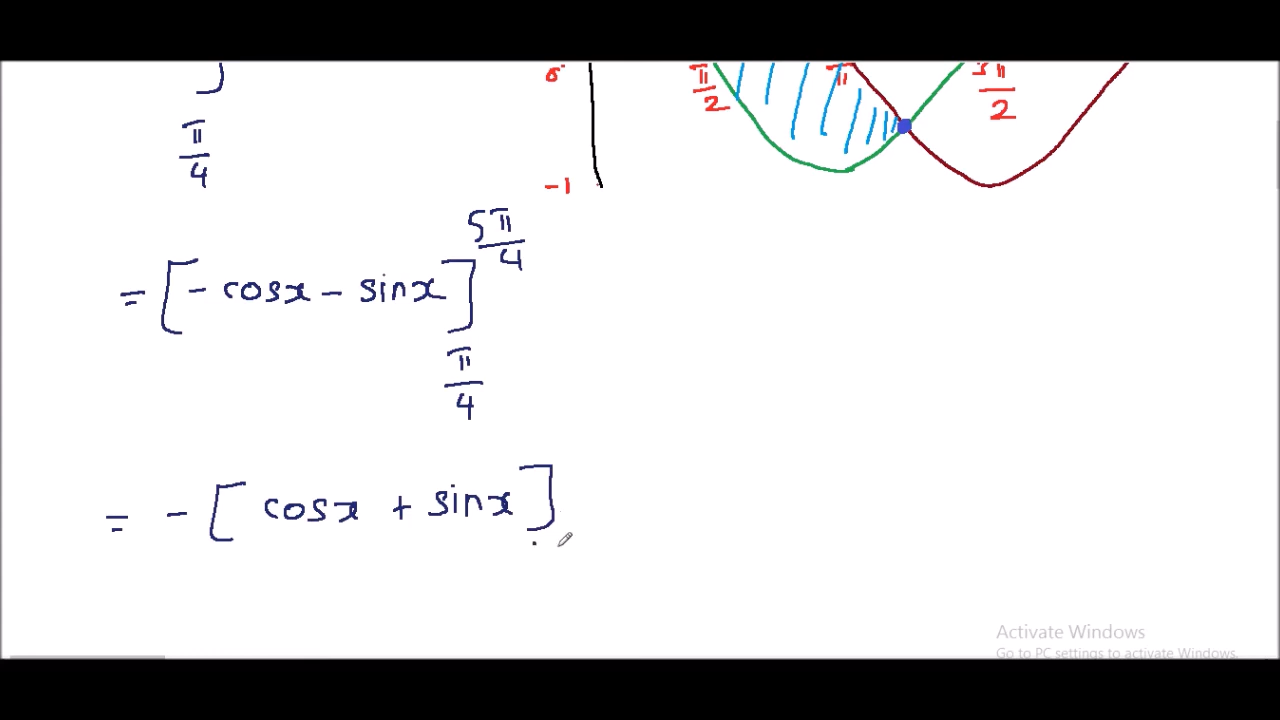 π/4
0
-1
π/2
π
3π/2
= [- cosx - sinx]
5π/4
π/4
= - [ cosx + sinx ]
Activate Windows
Go to PC settings to activate Windows.